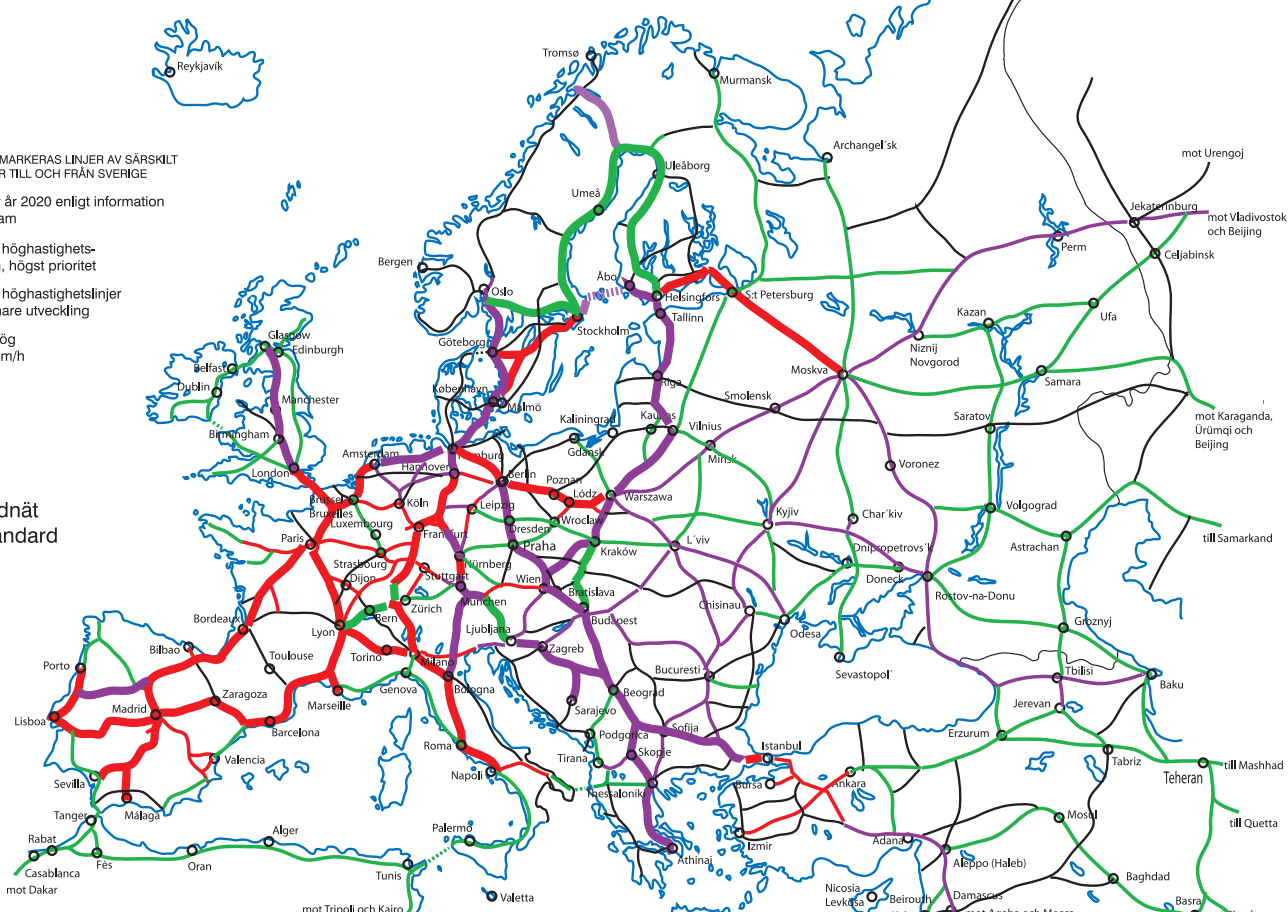 Tromsø
Murmansk
Reykjavík
Archangel´sk
MARKERAS LINJER AV SÄRSKILT
R TILL OCH FRÅN SVERIGE
mot Urengoj
Uleåborg
r år 2020 enligt information
am
Umeå
Jekaterinburg
mot Vladivostok
och Beijing
Perm
höghastighets-
n, högst prioritet
Celjabinsk
Bergen
Åbo
Oslo
Helsingfors
S:t Petersburg
höghastighetslinjer
nare utveckling
Ufa
Kazan
Tallinn
Stockholm
ög
m/h
Glasgow
Edinburgh
Göteborg
Niznij
Novgorod
Belfast
Moskva
Samara
Dublin
København
Riga
Manchester
Malmö
Smolensk
Kaliningrad
Kaunas
Saratov
mot Karaganda,
Ürümqi och
Beijing
Birmingham
Vilnius
Gdansk
Minsk
Amsterdam
Hamburg
Hannover
London
Berlin
Voronez
Poznan
Lódz
Warszawa
Brussel
Bruxelles
Köln
Leipzig
Volgograd
dnät
andard
Luxembourg
Frankfurt
Dresden
Wroclaw
Kyjiv
Char´kiv
till Samarkand
Paris
Praha
Kraków
L´viv
Dnipropetrovs´k
Astrachan
Strasbourg
Nürnberg
Dijon
Stuttgart
Wien
Doneck
Bratislava
Rostov-na-Donu
München
Zürich
Chisinau
Bern
Bordeaux
Budapest
Odesa
Lyon
Ljubljana
Groznyj
Bilbao
Torino
Milano
Zagreb
Porto
Toulouse
Bucuresti
Sevastopol´
Tbilisi
Genova
Bologna
Baku
Zaragoza
Beograd
Madrid
Marseille
Sarajevo
Jerevan
Lisboa
Barcelona
Podgorica
Sofija
Erzurum
Roma
Skopje
Istanbul
Valencia
Tirana
Tabriz
till Mashhad
Napoli
Teheran
Sevilla
Bursa
Ankara
Thessaloniki
Málaga
Tanger
Mosul
till Quetta
Palermo
Rabat
Alger
Izmir
Adana
Athinai
Fès
Oran
Aleppo (Haleb)
Casablanca
Tunis
Baghdad
mot Dakar
Nicosia
Levkosa
Beirouth
Damascus
Valetta
Basra
mot Tripoli och Kairo